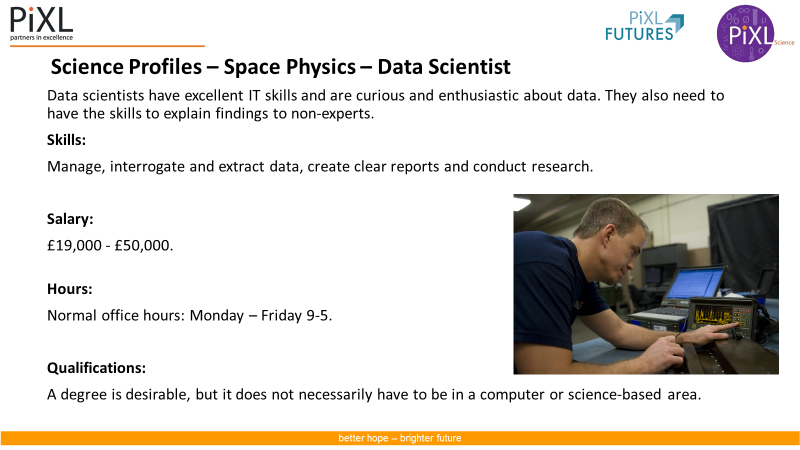 PiXL
partners in excellence
PiXL
FUTURES
PiXL
Science
Science Profiles – Space Physics – Data Scientist
Data scientists have excellent IT skills and are curious and enthusiastic about data. They also need to
have the skills to explain findings to non-experts.
Skills:
Manage, interrogate and extract data, create clear reports and conduct research.
Salary:
£19,000 - £50,000.
Hours:
Normal office hours: Monday – Friday 9-5.
Qualifications:
A degree is desirable, but it does not necessarily have to be in a computer or science-based area.
better hope – brighter future